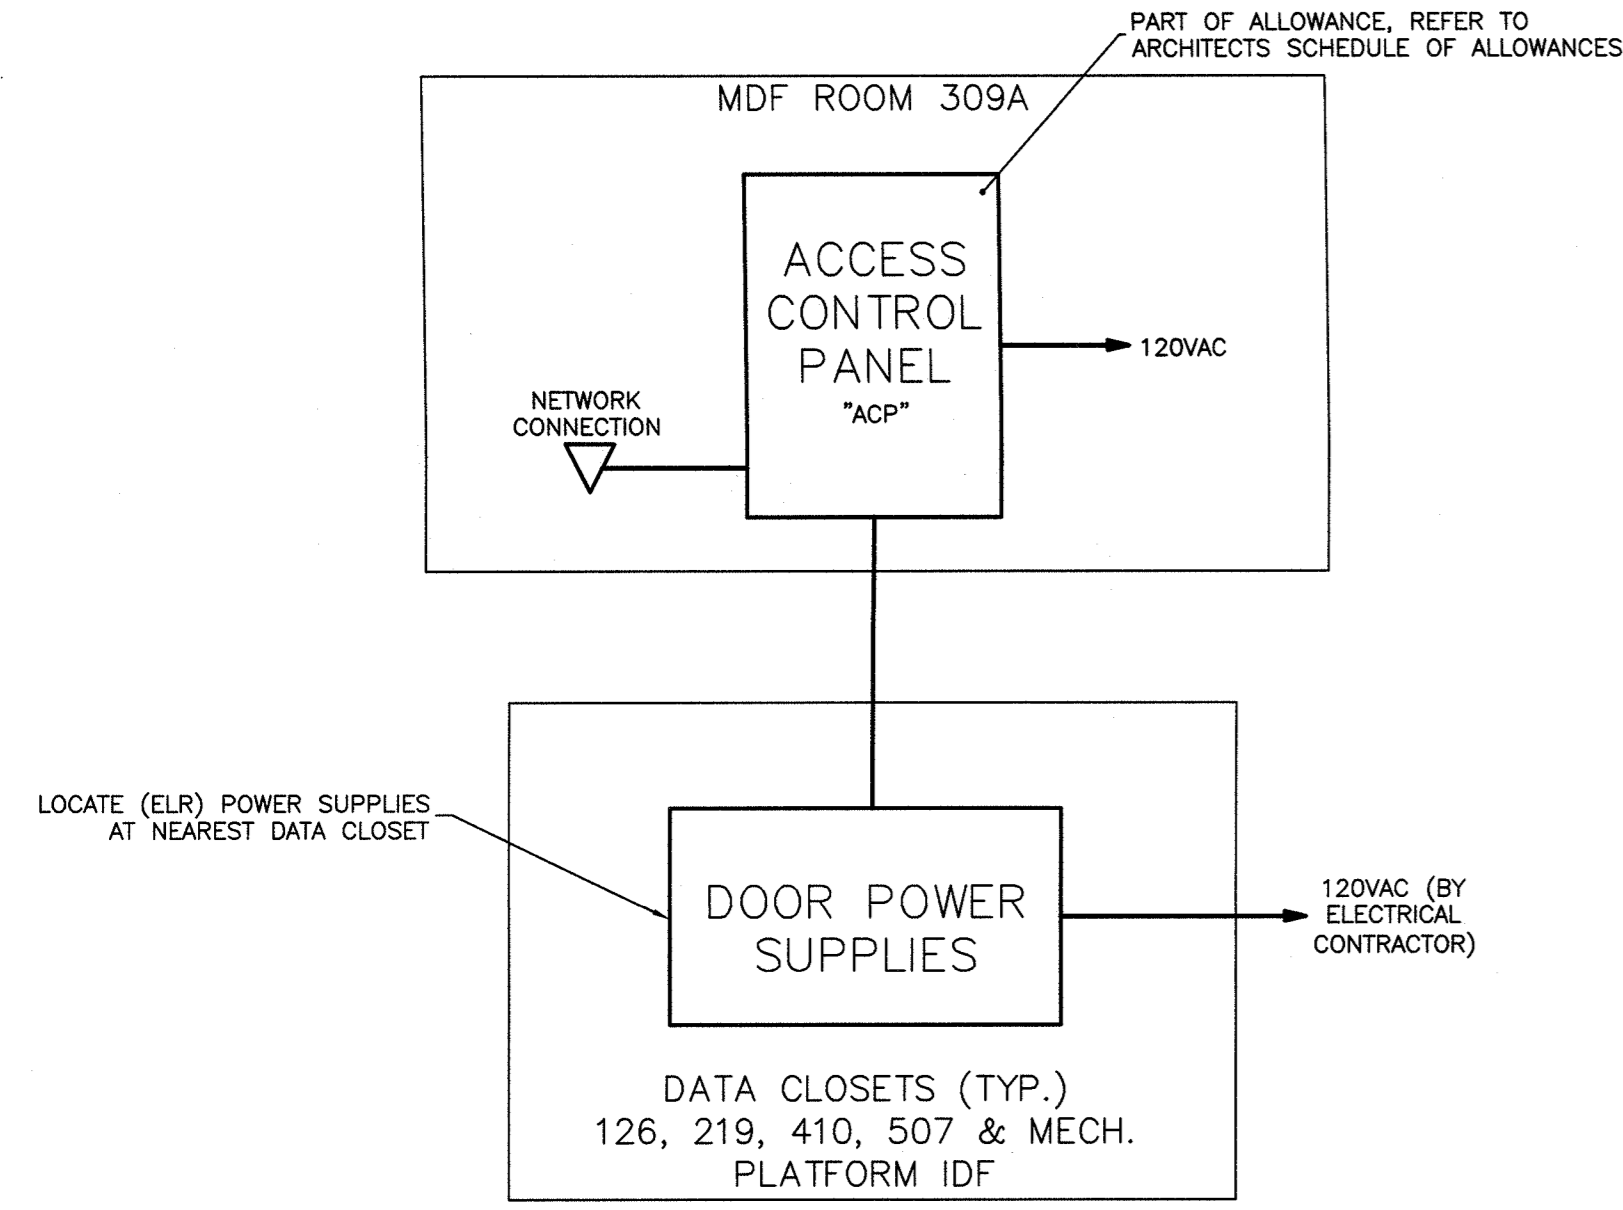 PART OF ALLOWANCE, REFER TO
ARCHITECTS SCHEDULE OF ALLOWANCES
MDF ROOM 309A
ACCESS
CONTROL
PANEL
"ACP"
120VAC
NETWORK
CONNECTION
LOCATE (ELR) POWER SUPPLIES
AT NEAREST DATA CLOSET
DOOR POWER
SUPPLIES
120VAC (BY
ELECTRICAL
CONTRACTOR)
DATA CLOSETS (TYP.)
126, 219, 410, 507 & MECH.
PLATFORM IDF